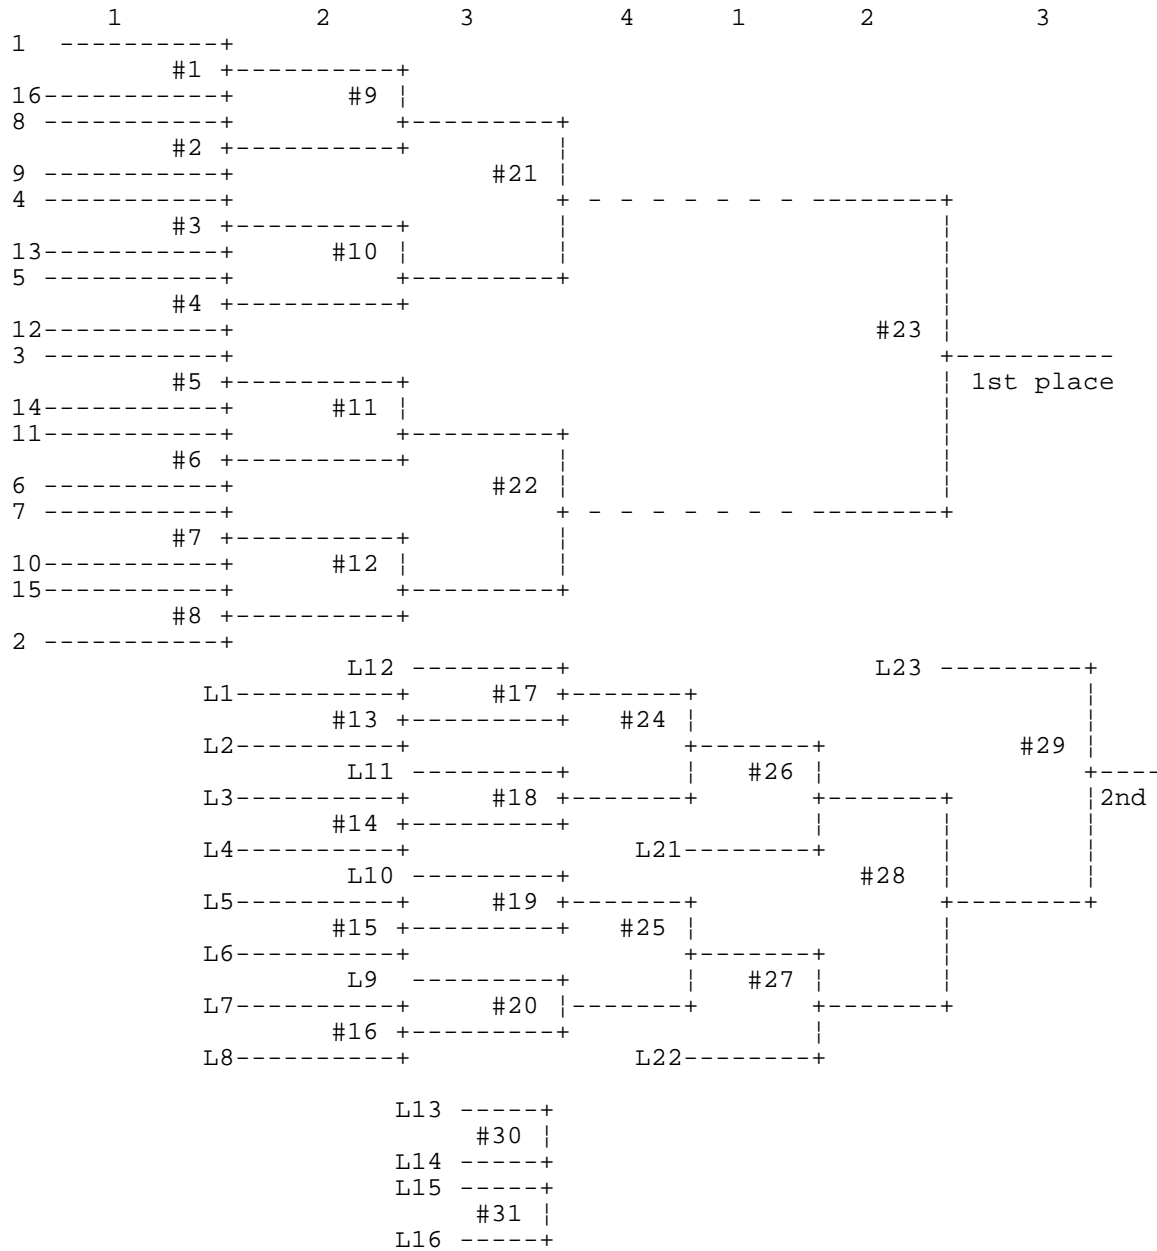 1 2 3 4 1 2 3
1 ----------+
#1 +----------+
16-----------+ #9 ¦
8 -----------+ +---------+
#2 +----------+ ¦
9 -----------+ #21 ¦
4 -----------+ + - - - - - - - --------+
#3 +----------+ ¦ ¦
13-----------+ #10 ¦ ¦ ¦
5 -----------+ +---------+ ¦
#4 +----------+ ¦
12-----------+ #23 ¦
3 -----------+ +----------
#5 +----------+ ¦ 1st place
14-----------+ #11 ¦ ¦
11-----------+ +---------+ ¦
#6 +----------+ ¦ ¦
6 -----------+ #22 ¦ ¦
7 -----------+ + - - - - - - - --------+
#7 +----------+ ¦
10-----------+ #12 ¦ ¦
15-----------+ +---------+
#8 +----------+
2 -----------+
L12 ---------+ L23 ---------+
L1----------+ #17 +-------+ ¦
#13 +---------+ #24 ¦ ¦
L2----------+ +-------+ #29 ¦
L11 ---------+ ¦ #26 ¦ +----
L3----------+ #18 +-------+ +-------+ ¦2nd
#14 +---------+ ¦ ¦ ¦
L4----------+ L21--------+ ¦ ¦
L10 ---------+ #28 ¦ ¦
L5----------+ #19 +-------+ +--------+
#15 +---------+ #25 ¦ ¦
L6----------+ +-------+ ¦
L9 ---------+ ¦ #27 ¦ ¦
L7----------+ #20 ¦-------+ +-------+
#16 +---------+ ¦
L8----------+ L22--------+
L13 -----+
#30 ¦
L14 -----+
L15 -----+
#31 ¦
L16 -----+